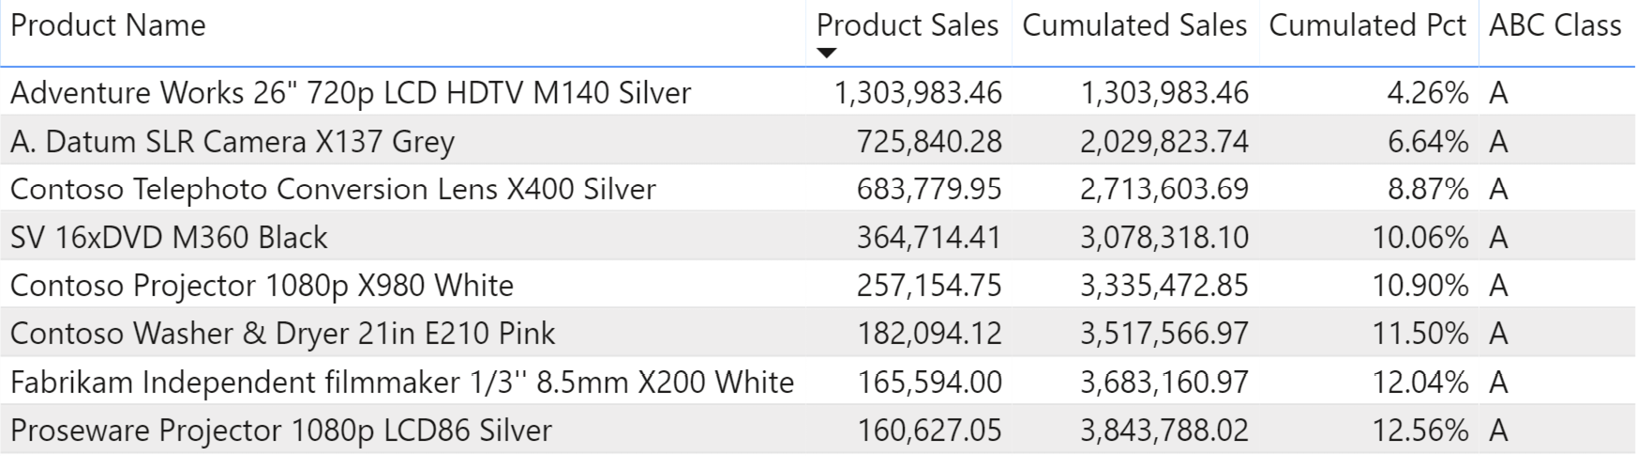 Product Name Product Sales Cumulated Sales Cumulated Pct ABC Class
Adventure Works 26" 720p LCD HDTV M140 Silver 1,303,983.46 1,303,983.46 4.26% A
A. Datum SLR Camera X137 Grey 725,840.28 2,029,823.74 6.64% A
Contoso Telephoto Conversion Lens X400 Silver 683,779.95 2,713,603.69 8.87% A
SV 16xDVD M360 Black 364,714.41 3,078,318.10 10.06% A
Contoso Projector 1080p X980 White 257,154.75 3,335,472.85 10.90% A
Contoso Washer & Dryer 21in E210 Pink 182,094.12 3,517,566.97 11.50% A
Fabrikam Independent filmmaker 1/3'' 8.5mm X200 White 165,594.00 3,683,160.97 12.04% A
Proseware Projector 1080p LCD86 Silver 160,627.05 3,843,788.02 12.56% A